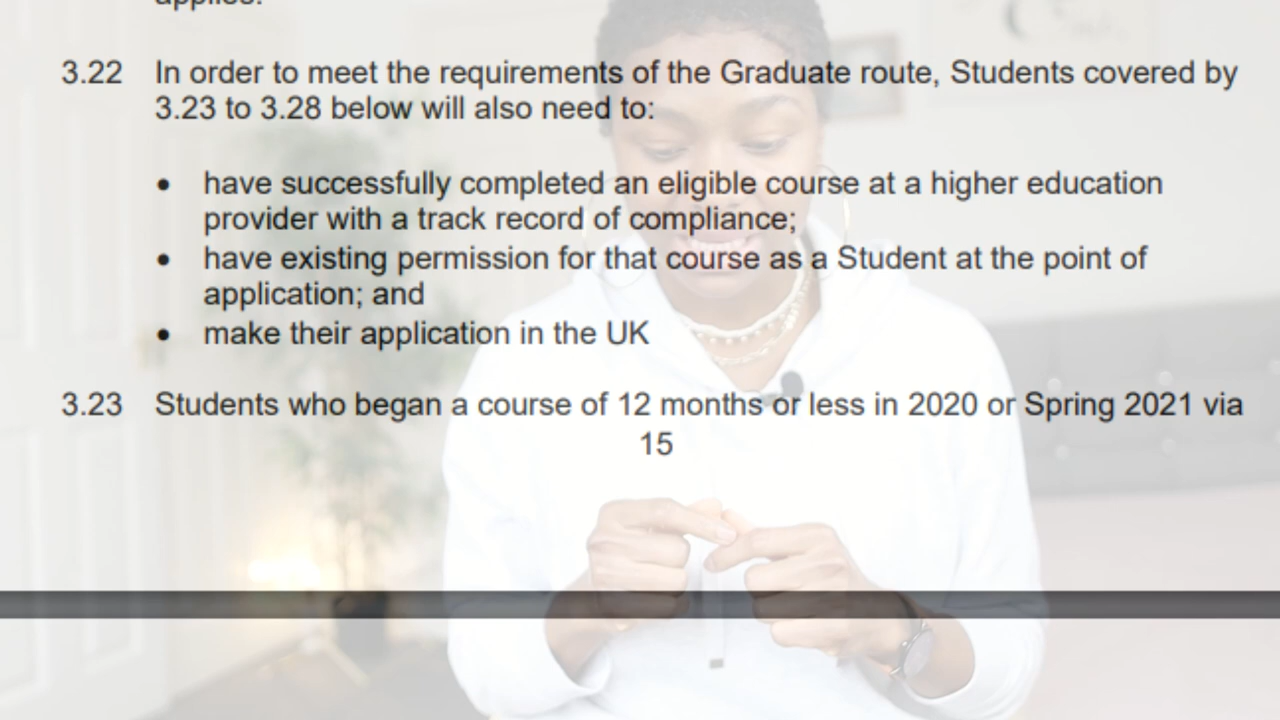 applies.
3.22 In order to meet the requirements of the Graduate route, Students covered by
3.23 to 3.28 below will also need to:
• have successfully completed an eligible course at a higher education
provider with a track record of compliance;
• have existing permission for that course as a Student at the point of
application; and
• make their application in the UK
3.23 Students who began a course of 12 months or less in 2020 or Spring 2021 via
15